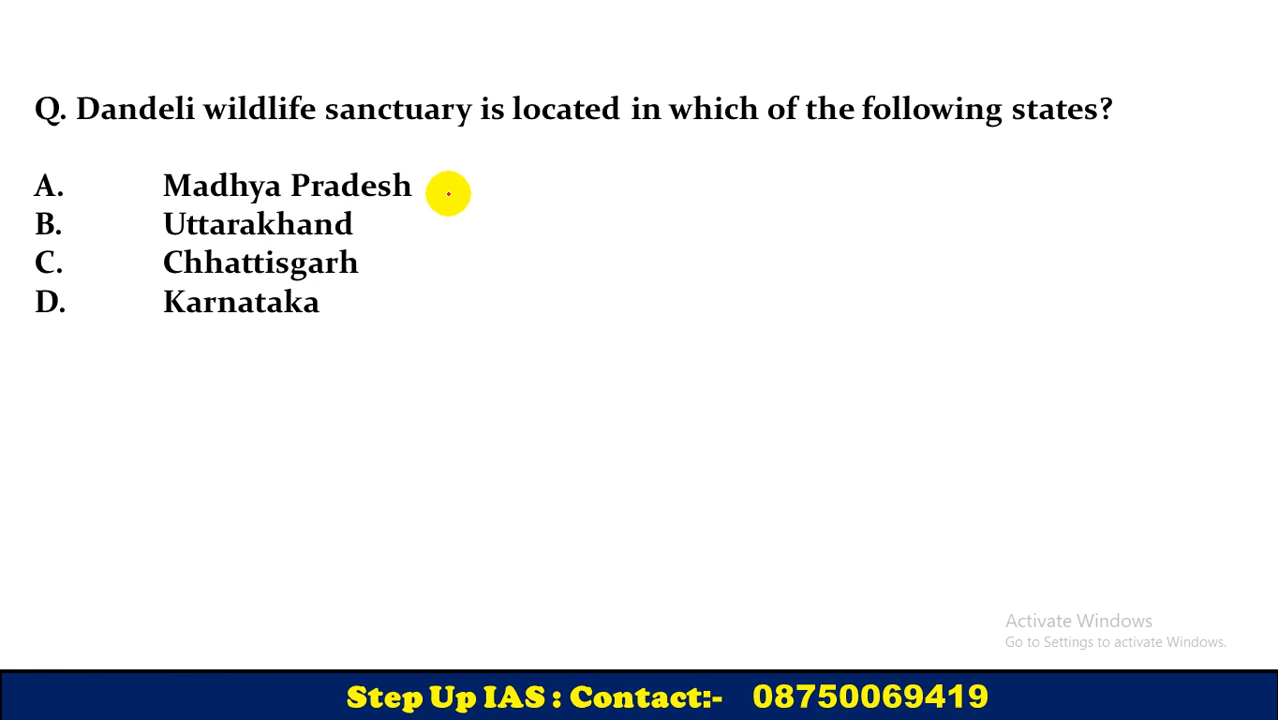 Q. Dandeli wildlife sanctuary is located in which of the following states?
A. Madhya Pradesh
B. Uttarakhand
C. Chhattisgarh
D. Karnataka
Activate Windows
Go to Settings to activate Windows.
Step Up IAS : Contact:- 08750069419